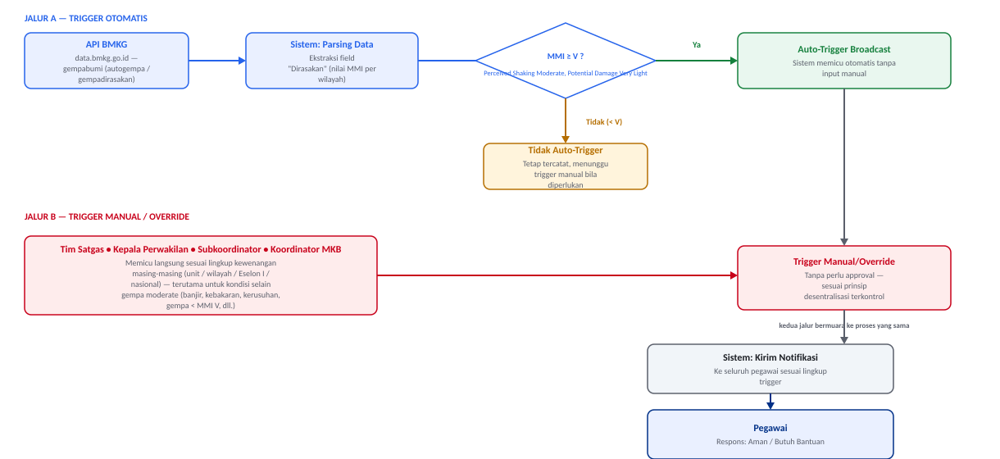 JALUR A — TRIGGER OTOMATIS
API BMKG
data.bmkg.go.id —
gempabumi (autogempa /
gempadirasakan)
Sistem: Parsing Data
Ekstraksi field
"Dirasakan" (nilai MMI per
wilayah)
MMI ≥ V ?
Perceived Shaking Moderate, Potential Damage Very Light
Ya
Auto-Trigger Broadcast
Sistem memicu otomatis tanpa
input manual
Tidak (< V)
Tidak Auto-Trigger
Tetap tercatat, menunggu
trigger manual bila
diperlukan
JALUR B — TRIGGER MANUAL / OVERRIDE
Tim Satgas • Kepala Perwakilan • Subkoordinator • Koordinator MKB
Memicu langsung sesuai lingkup kewenangan
masing-masing (unit / wilayah / Eselon I /
nasional) — terutama untuk kondisi selain
gempa moderate (banjir, kebakaran, kerusuhan,
gempa < MMI V, dll.)
Trigger Manual/Override
Tanpa perlu approval —
sesuai prinsip
desentralisasi terkontrol
kedua jalur bermuara ke proses yang sama
Sistem: Kirim Notifikasi
Ke seluruh pegawai sesuai lingkup
trigger
Pegawai
Respons: Aman / Butuh Bantuan